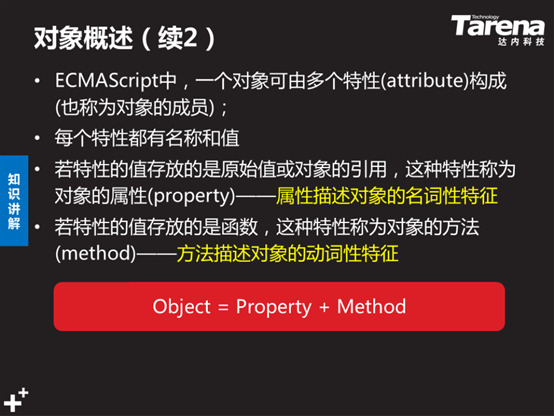 对象概述（续2）
Technology
Tarena
达内科技
• ECMAScript中，一个对象可由多个特性(attribute)构成
(也称为对象的成员)；
• 每个特性都有名称和值
• 若特性的值存放的是原始值或对象的引用，这种特性称为
对象的属性(property)——属性描述对象的名词性特征
• 若特性的值存放的是函数，这种特性称为对象的方法
(method)——方法描述对象的动词性特征
知识讲解
Object = Property + Method